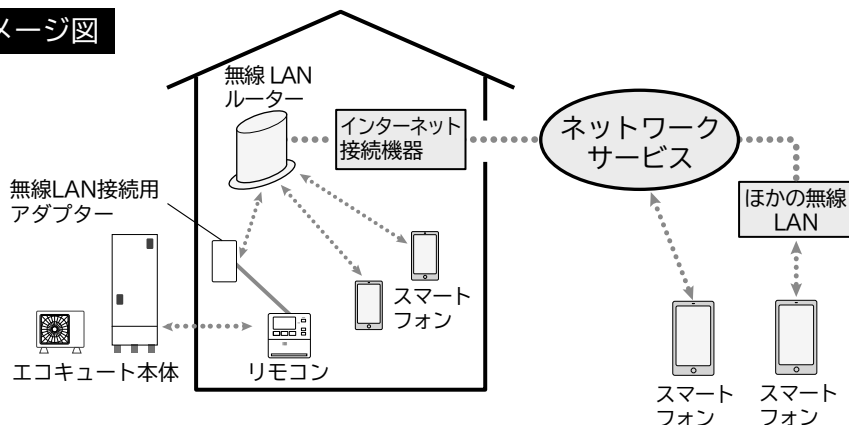 メージ図
無線 LAN
ルーター
インターネット
接続機器
ネットワーク
サービス
無線LAN接続用
アダプター
ほかの無線
LAN
スマート
フォン
エコキュート本体
リモコン
スマート
フォン
スマート
フォン